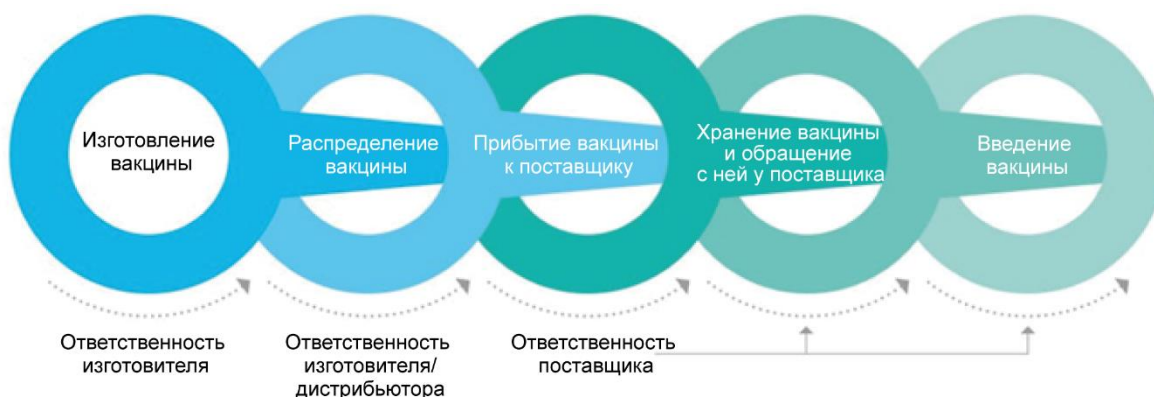 Изготовление
вакцины
Распределение
вакцины
Прибытие вакцины
к поставщику
Хранение вакцины
и обращение
с ней у поставщика
Введение
вакцины
Ответственность
изготовителя
Ответственность
изготовителя/
дистрибьютора
Ответственность
поставщика